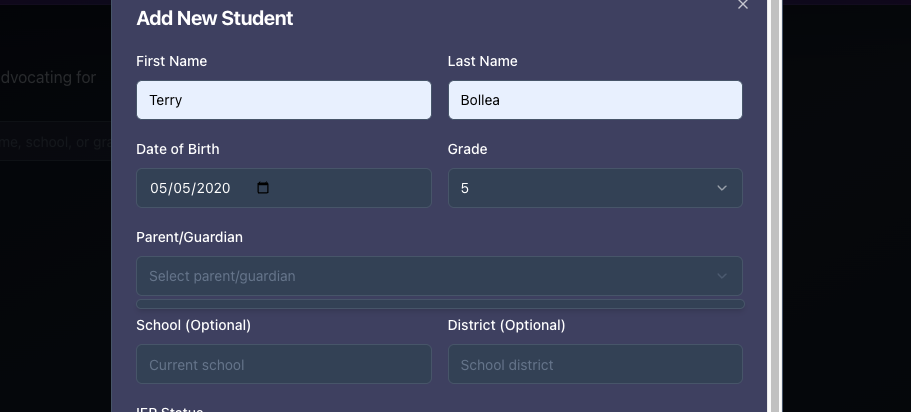 Add New Student
dvocating for
First Name
Last Name
Terry
Bollea
me, school, or gra
Date of Birth
Grade
05/05/2020
5
Parent/Guardian
Select parent/guardian
School (Optional)
District (Optional)
Current school
School district
IEP Status